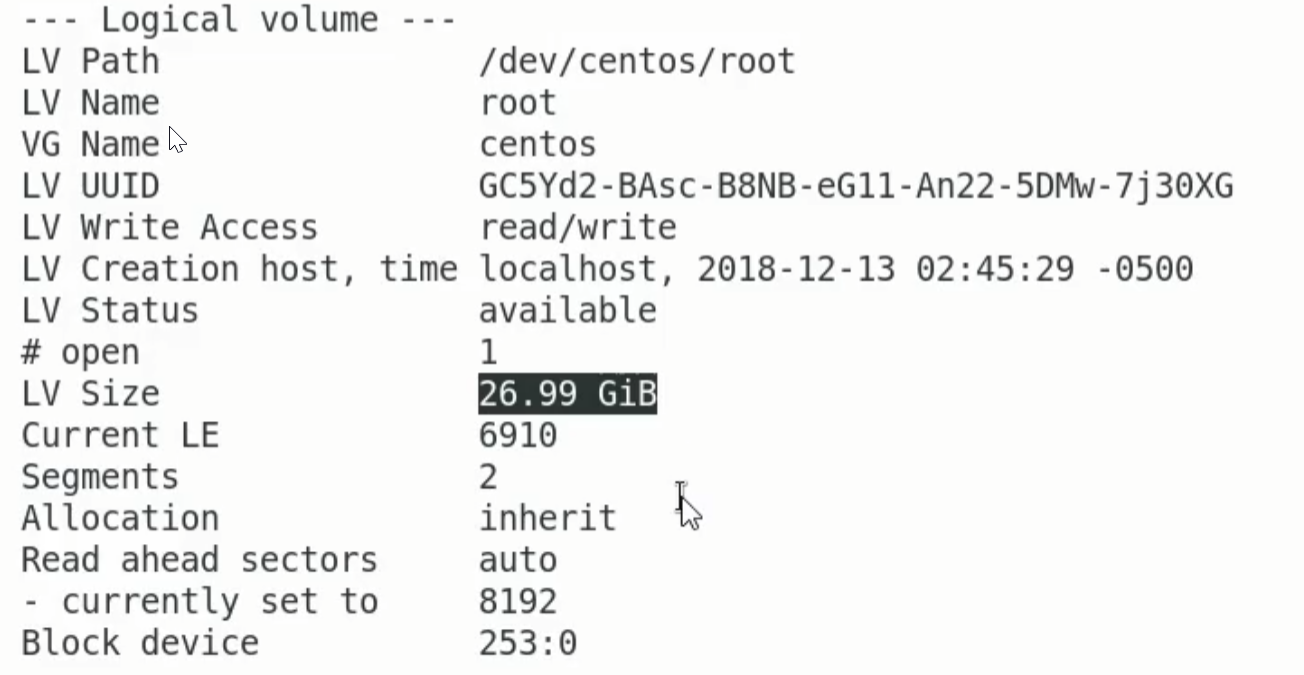 --- Logical volume ---
LV Path /dev/centos/root
LV Name root
VG Name centos
LV UUID GC5Yd2-BAsc-B8NB-eG11-An22-5DMw-7j30XG
LV Write Access read/write
LV Creation host, time localhost, 2018-12-13 02:45:29 -0500
LV Status available
# open 1
LV Size 26.99 GiB
Current LE 6910
Segments 2
Allocation inherit
Read ahead sectors auto
- currently set to 8192
Block device 253:0